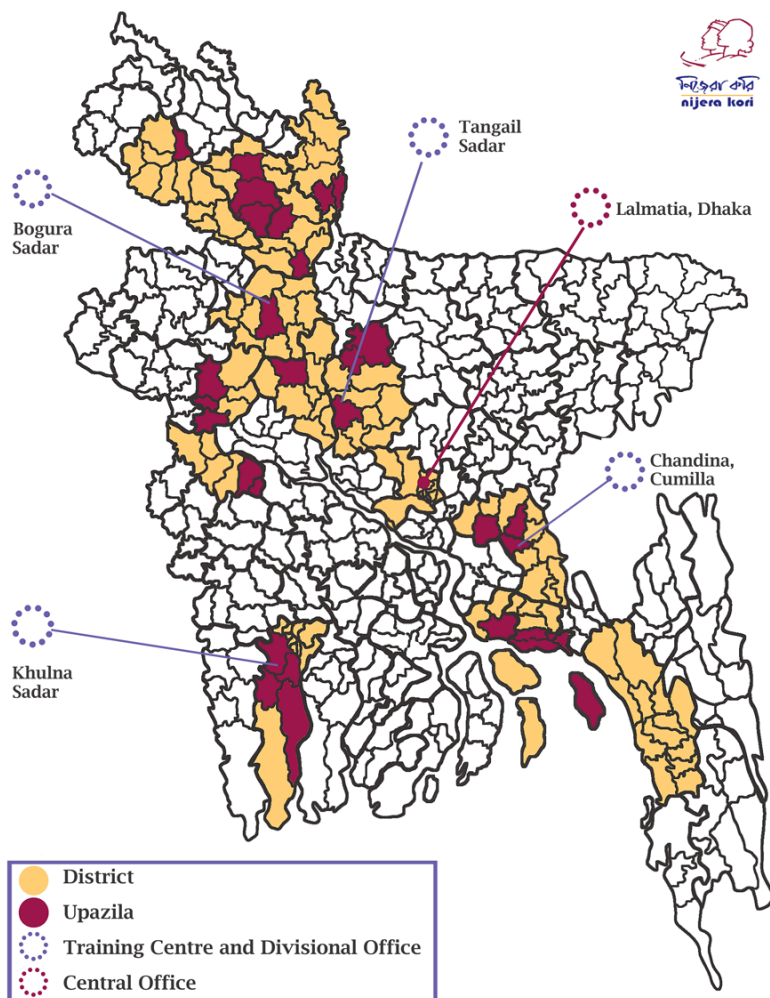 নিজেরা করি
nijera kori
Tangail
Sadar
Bogura
Sadar
Lalmatia, Dhaka
Chandina,
Cumilla
Khulna
Sadar
District
Upazila
Training Centre and Divisional Office
Central Office